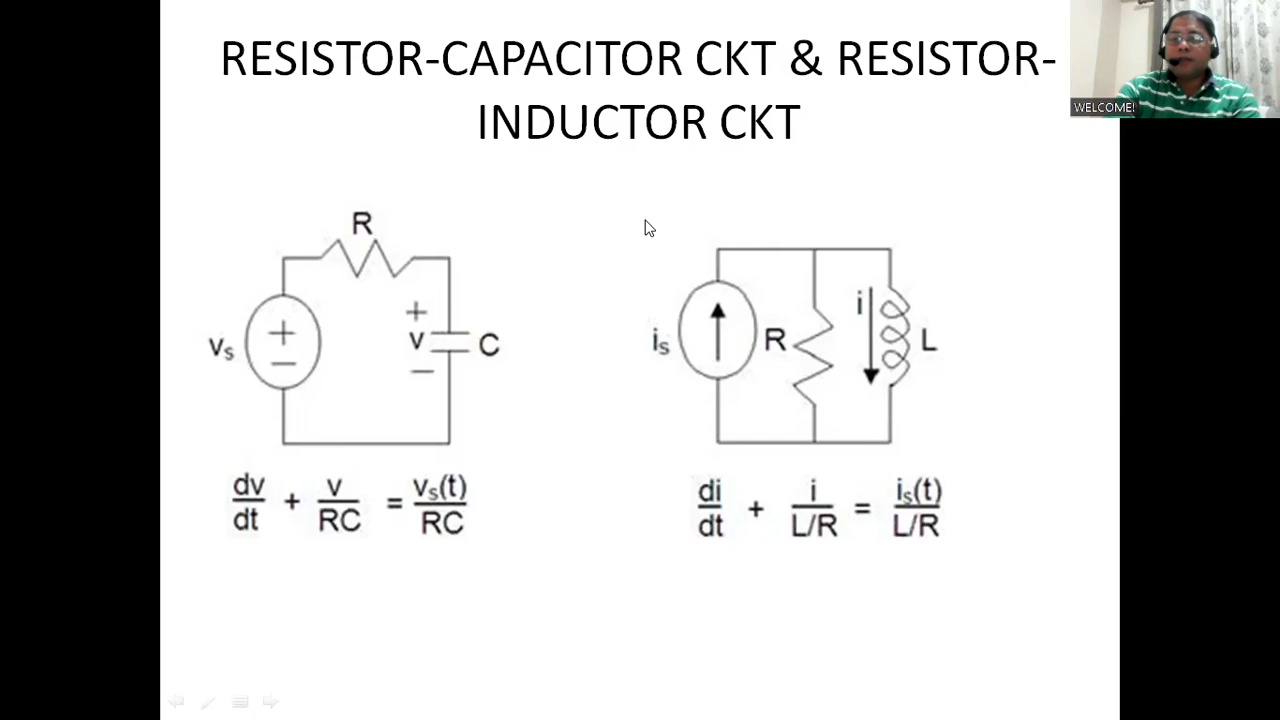 RESISTOR-CAPACITOR CKT & RESISTOR-
INDUCTOR CKT
WELCOME!
R
+
+
v
C
−
−
vs
dv/dt + v/RC = vs(t)/RC
is
R
i
L
di/dt + i/L/R = is(t)/L/R